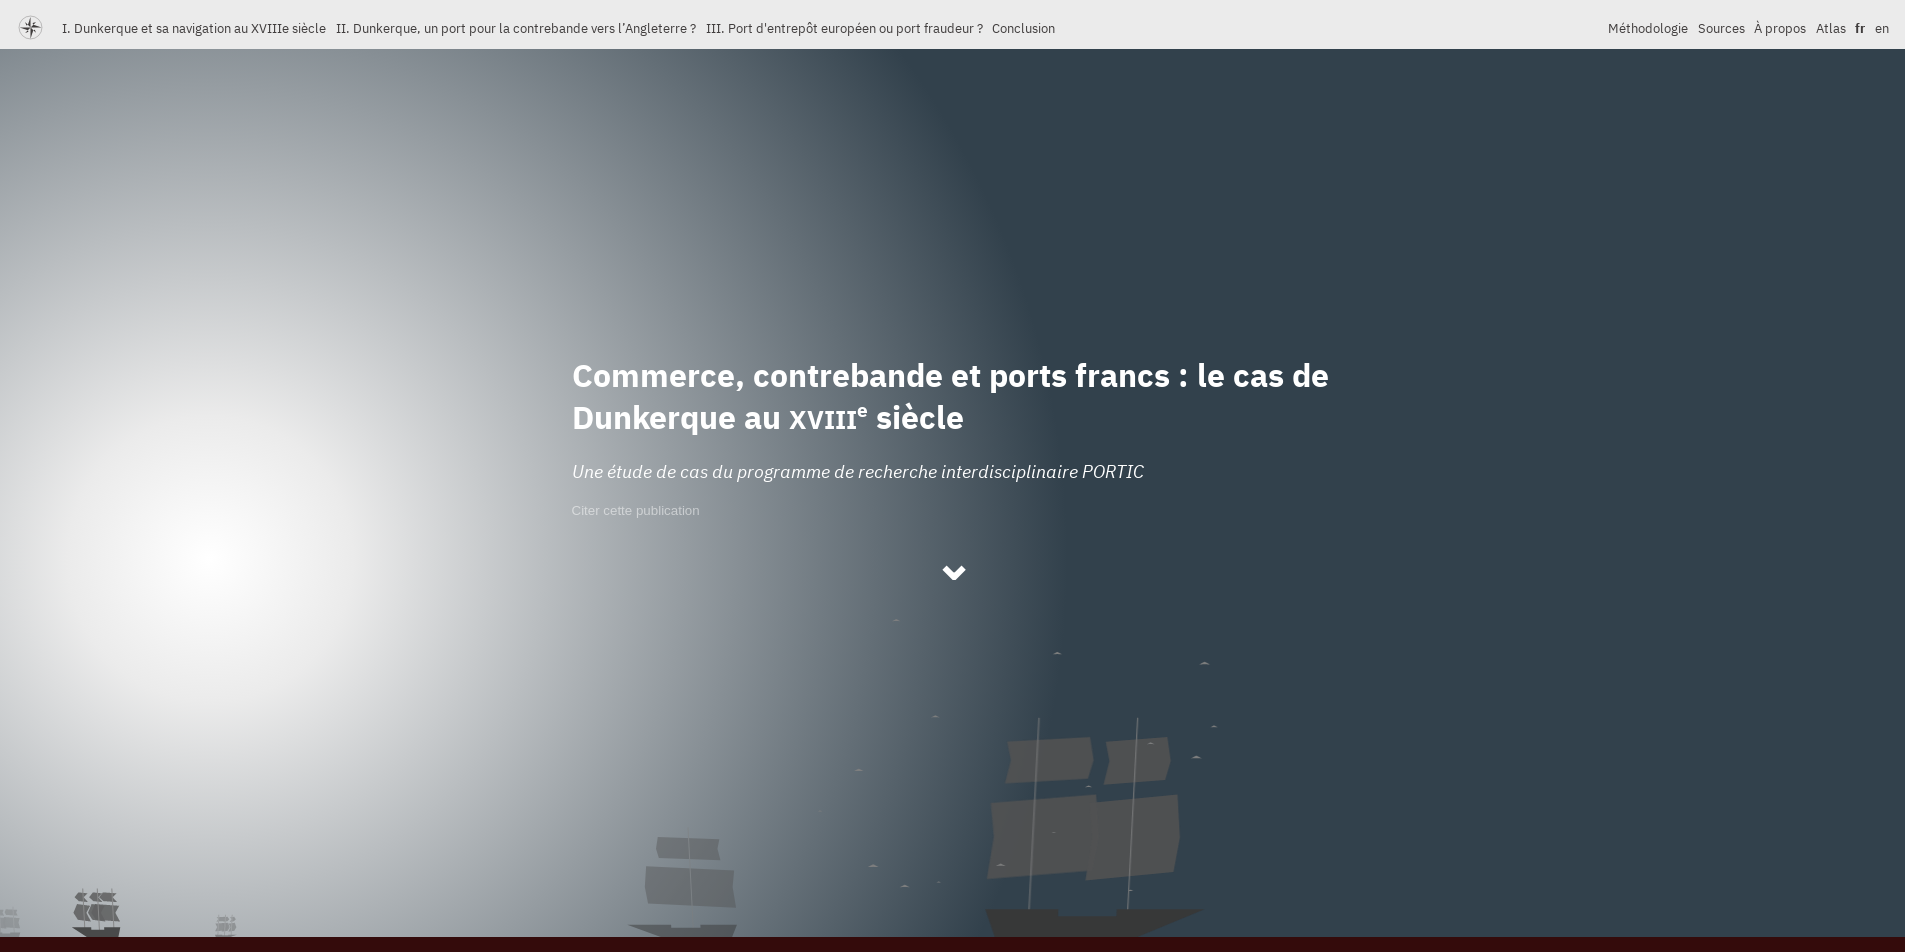 I. Dunkerque et sa navigation au XVIIIe siècle II. Dunkerque, un port pour la contrebande vers l’Angleterre ? III. Port d'entrepôt européen ou port fraudeur ? Conclusion Méthodologie Sources À propos Atlas fr en
Commerce, contrebande et ports francs : le cas de
Dunkerque au XVIIIe siècle
Une étude de cas du programme de recherche interdisciplinaire PORTIC
Citer cette publication